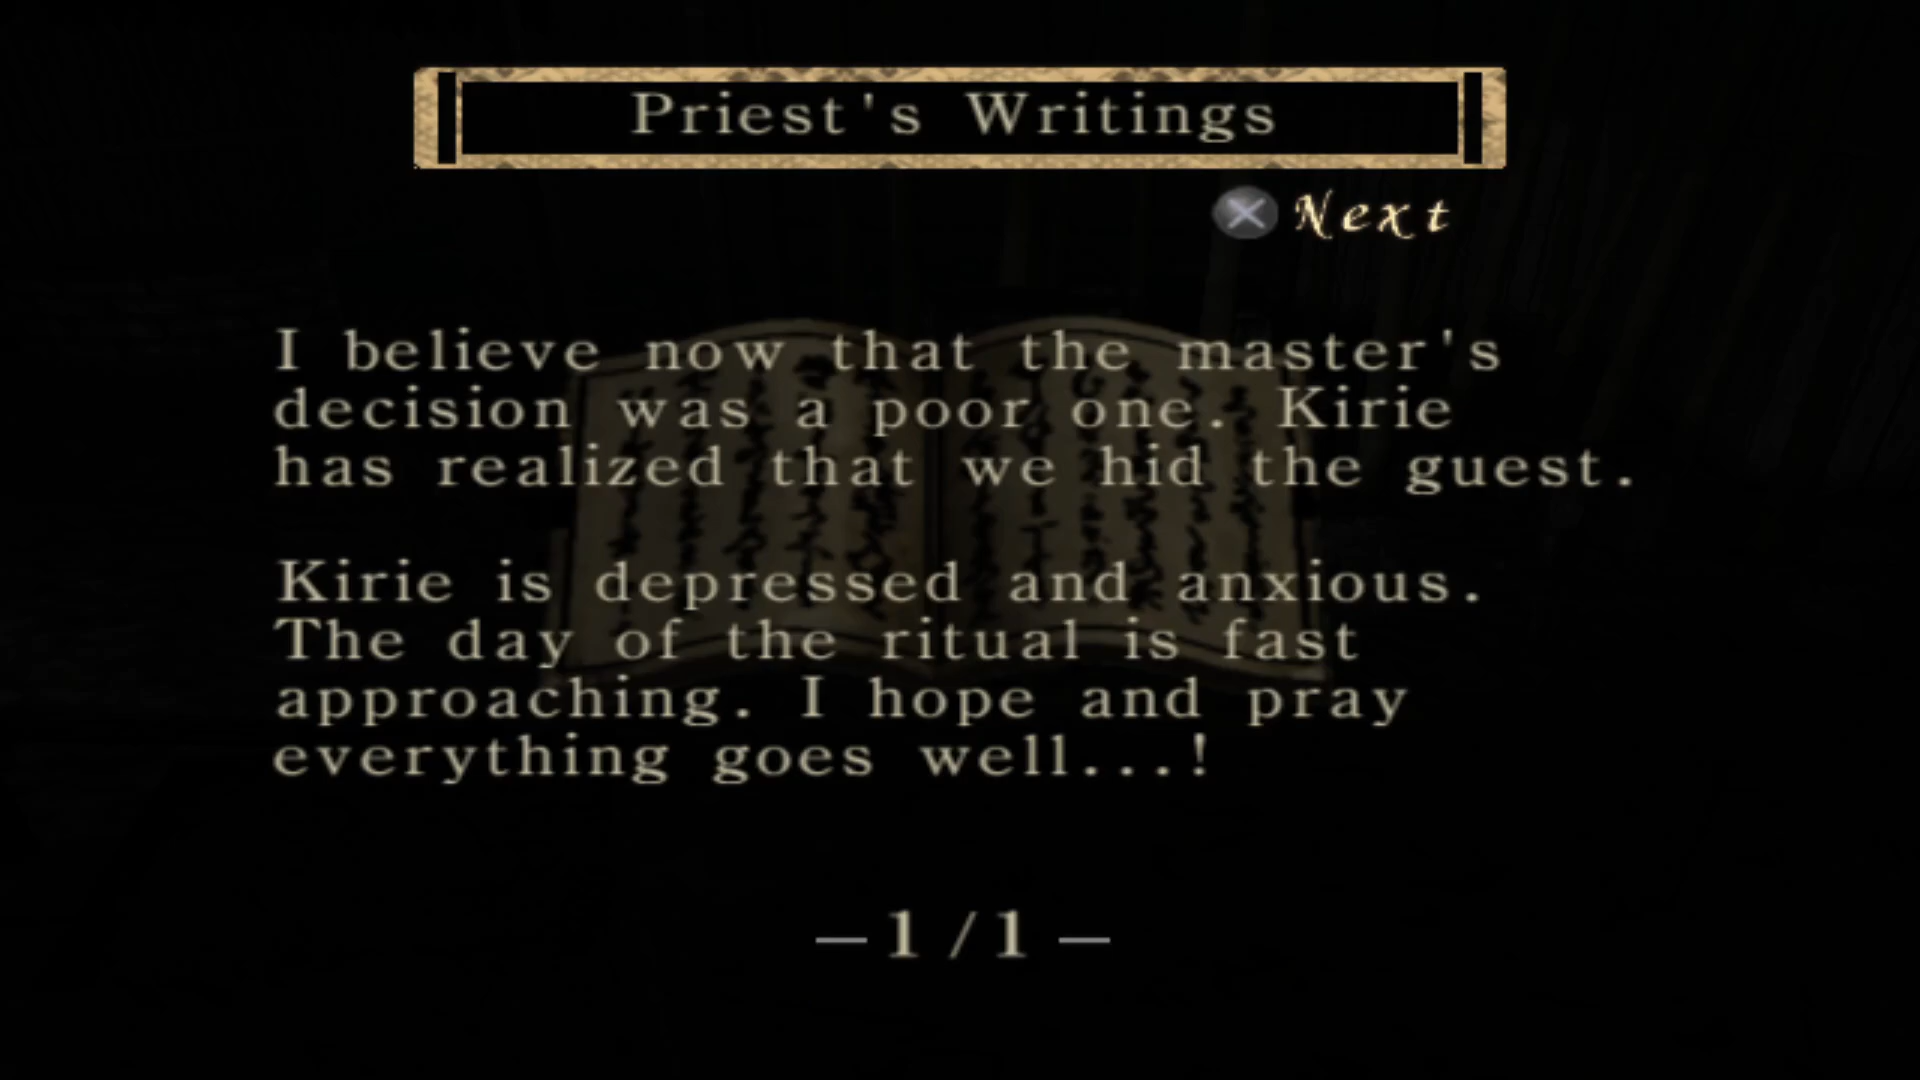 Priest's Writings
Next
I believe now that the master's
decision was a poor one. Kirie
has realized that we hid the guest.
Kirie is depressed and anxious.
The day of the ritual is fast
approaching. I hope and pray
everything goes well...!
—1/1—